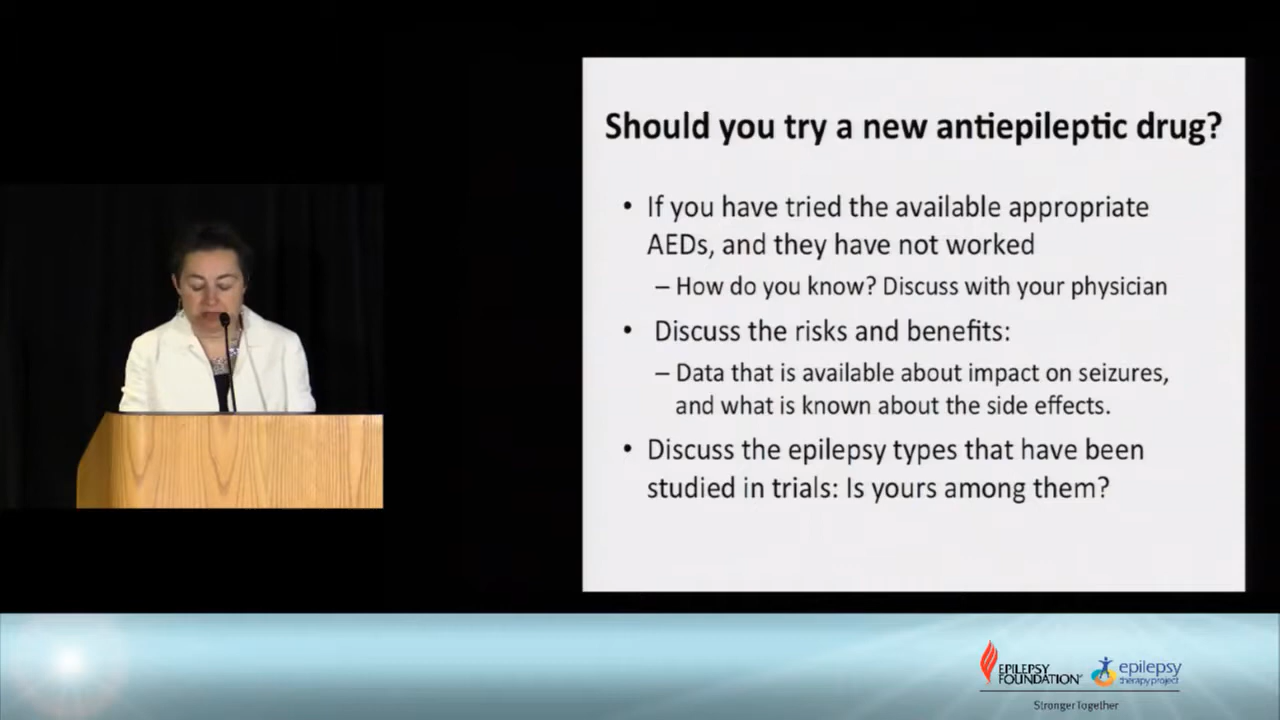 Should you try a new antiepileptic drug?
• If you have tried the available appropriate
AEDs, and they have not worked
– How do you know? Discuss with your physician
• Discuss the risks and benefits:
– Data that is available about impact on seizures,
and what is known about the side effects.
• Discuss the epilepsy types that have been
studied in trials: Is yours among them?
EPILEPSY
FOUNDATION
epilepsy
therapy project
Stronger Together